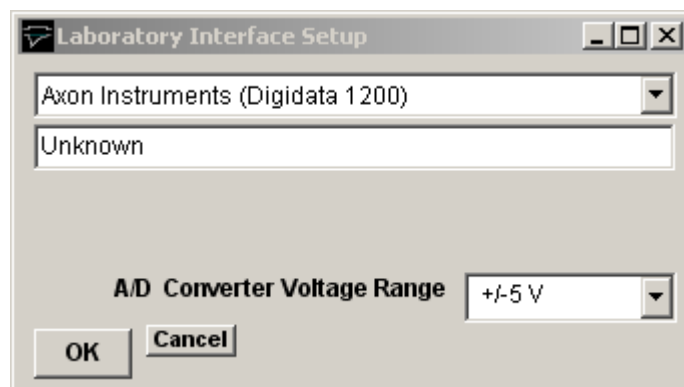 Laboratory Interface Setup
Axon Instruments (Digidata 1200)
Unknown
A/D Converter Voltage Range +/-5 V
OK Cancel